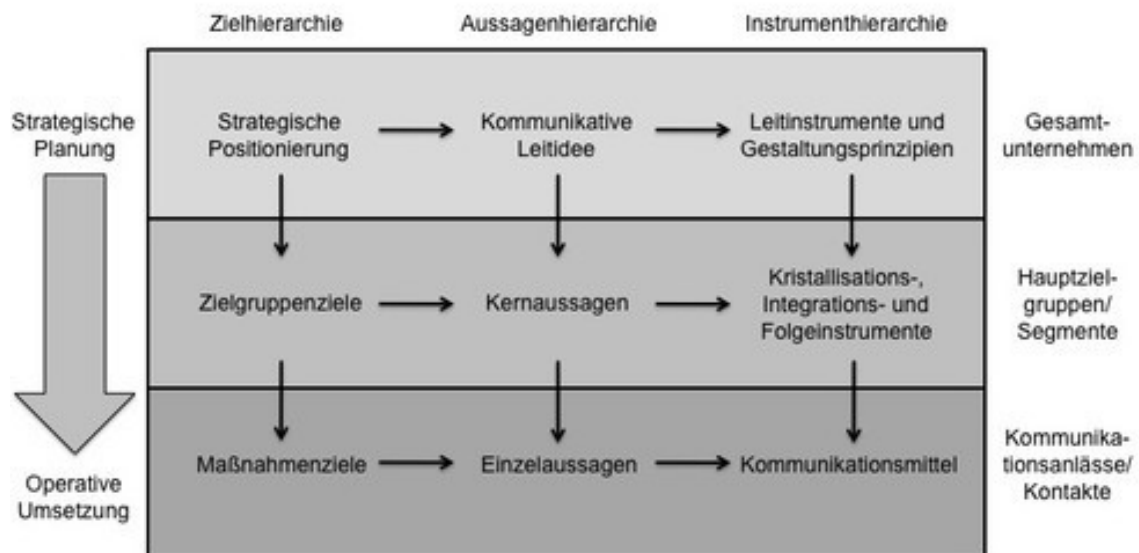 Zielhierarchie
Aussagenhierarchie
Instrumenthierarchie
Strategische
Planung
Strategische
Positionierung
Kommunikative
Leitidee
Leitinstrumente und
Gestaltungsprinzipien
Gesamt-
unternehmen
Zielgruppenziele
Kernaussagen
Kristallisations-,
Integrations- und
Folgeinstrumente
Hauptziel-
gruppen/
Segmente
Maßnahmenziele
Einzelaussagen
Kommunikationsmittel
Kommunika-
tionsanlässe/
Kontakte
Operative
Umsetzung